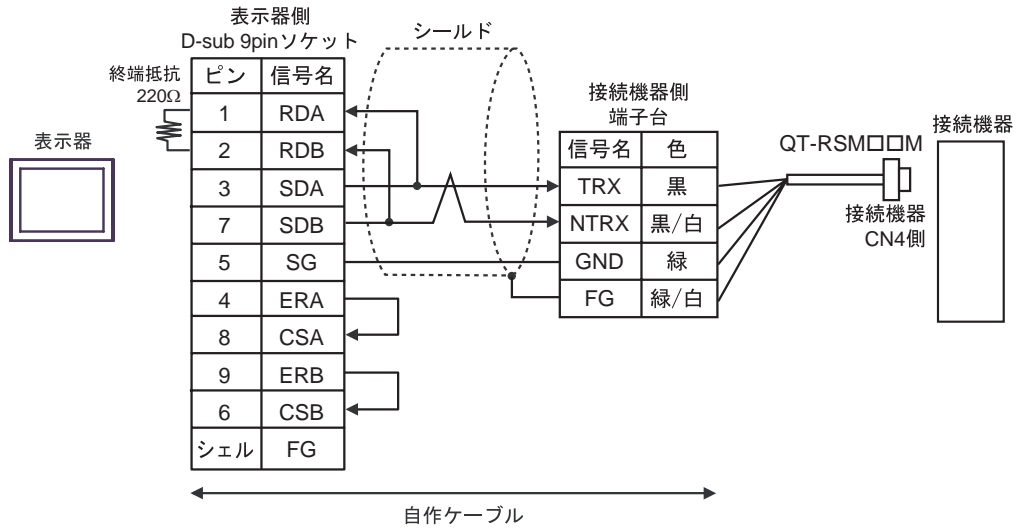 表示器側
D-sub 9pinソケット
シールド
終端抵抗
220Ω
ピン 信号名
1 RDA
2 RDB
3 SDA
7 SDB
5 SG
4 ERA
8 CSA
9 ERB
6 CSB
シェル FG
表示器
接続機器側
端子台
信号名 色
TRX 黒
NTRX 黒/白
GND 緑
FG 緑/白
QT-RSM□□M
接続機器
CN4側
接続機器
自作ケーブル